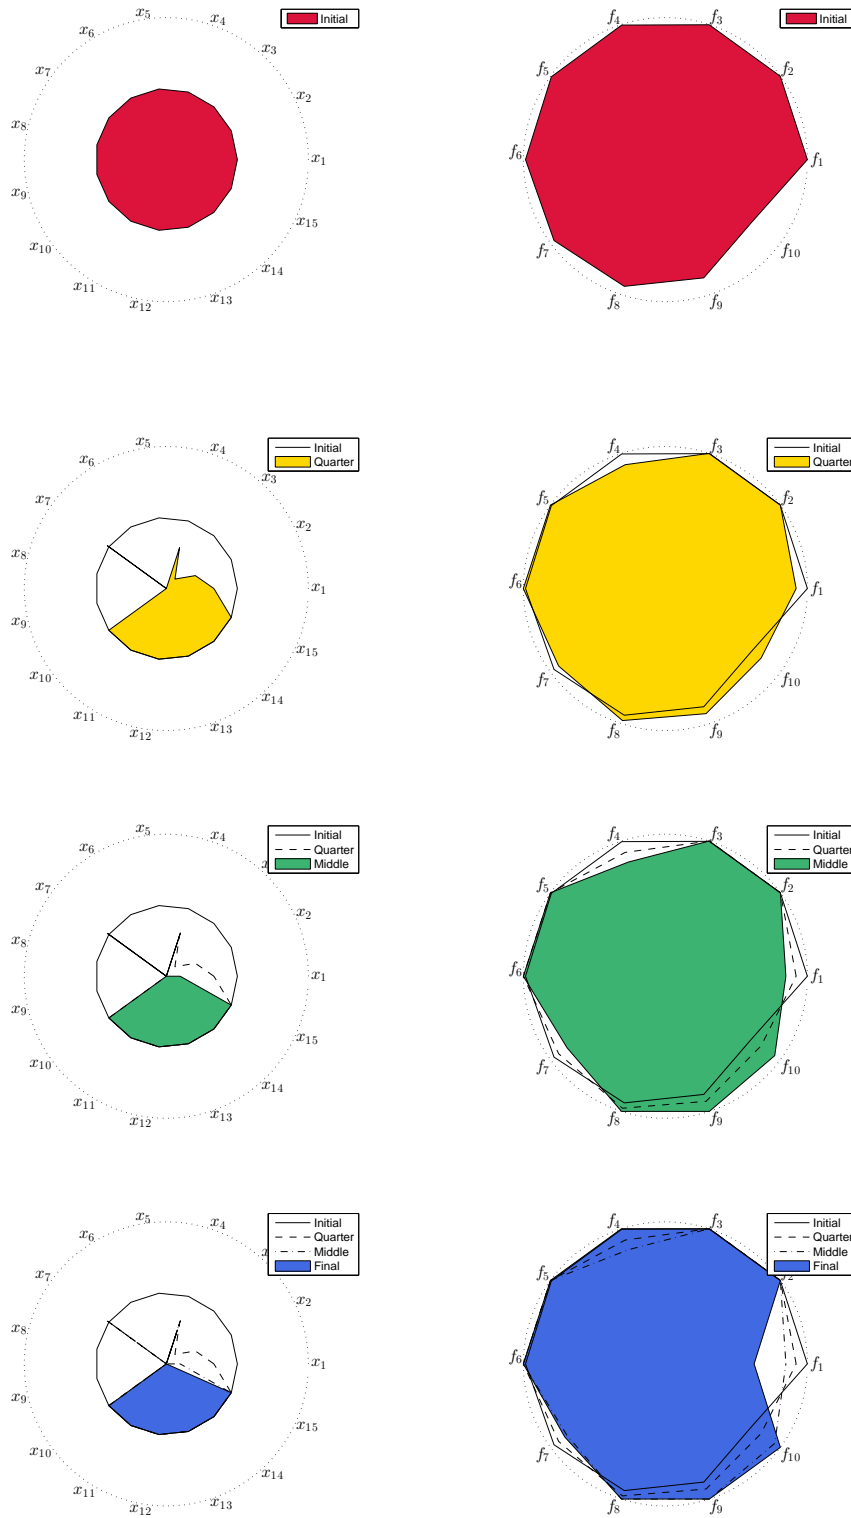 x₅
x₄
x₆
x₃
x₇
x₂
x₈
x₁
x₉
x₁₅
x₁₀
x₁₄
x₁₁
x₁₃
x₁₂
Initial
f₄
f₃
f₅
f₂
f₆
f₁
f₇
f₁₀
f₈
f₉
Initial
x₅
x₄
x₆
x₃
x₇
x₂
x₈
x₁
x₉
x₁₅
x₁₀
x₁₄
x₁₁
x₁₃
x₁₂
Initial
Quarter
f₄
f₃
f₅
f₂
f₆
f₁
f₇
f₁₀
f₈
f₉
Initial
Quarter
x₅
x₄
x₆
x₇
x₂
x₈
x₁
x₉
x₁₅
x₁₀
x₁₄
x₁₁
x₁₃
x₁₂
Initial
Quarter
Middle
f₄
f₃
f₅
f₂
f₆
f₁
f₇
f₁₀
f₈
f₉
Initial
Quarter
Middle
x₅
x₄
x₆
x₇
x₂
x₈
x₁
x₉
x₁₅
x₁₀
x₁₄
x₁₁
x₁₃
x₁₂
Initial
Quarter
Middle
Final
f₄
f₃
f₅
f₆
f₁
f₇
f₁₀
f₈
f₉
Initial
Quarter
Middle
Final